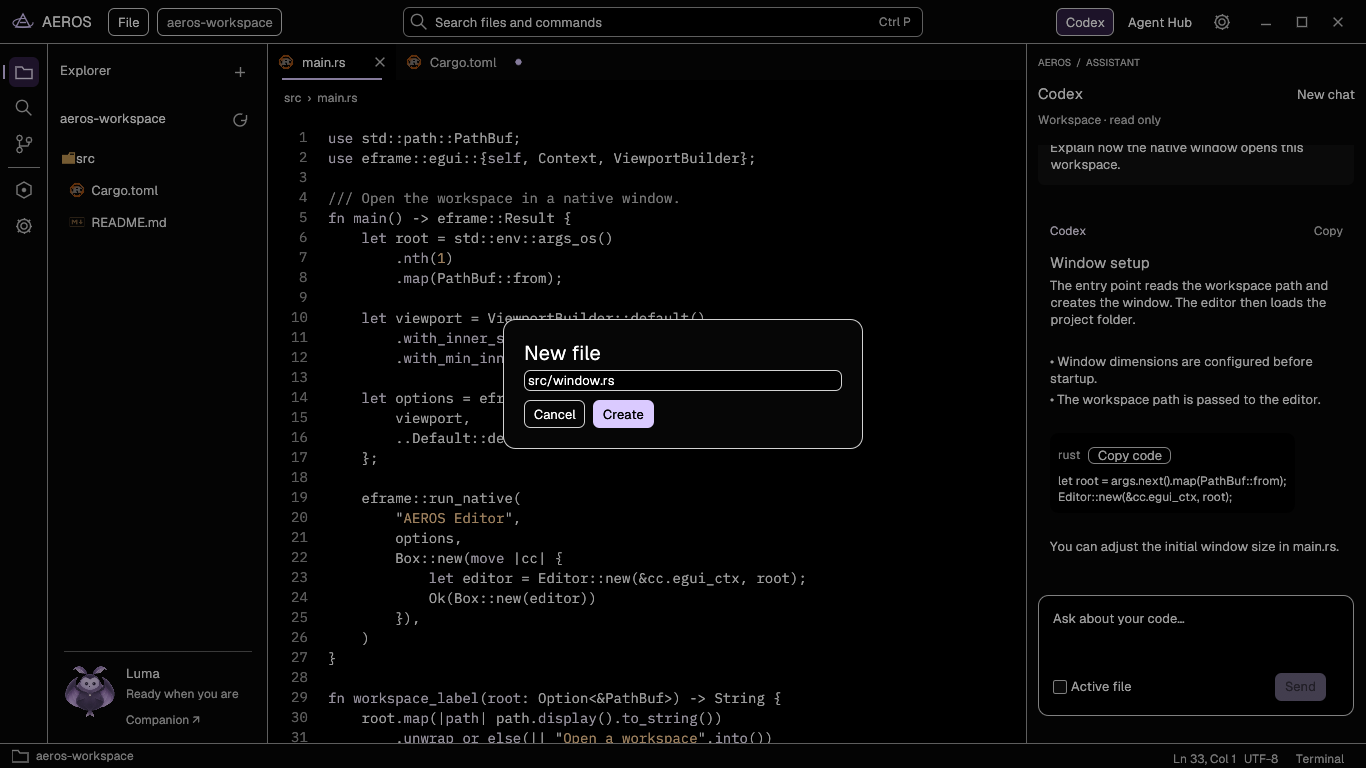 AEROS File aeros-workspace Search files and commands Ctrl P Codex Agent Hub
Explorer +
aeros-workspace
src
Cargo.toml
README.md
Luma
Ready when you are
Companion ↗
main.rs Cargo.toml
src › main.rs
1 use std::path::PathBuf;
2 use eframe::egui::{self, Context, ViewportBuilder};
3
4 /// Open the workspace in a native window.
5 fn main() -> eframe::Result {
6 let root = std::env::args_os()
7 .nth(1)
8 .map(PathBuf::from);
9
10 let viewport = ViewportBuilder::default()
11 .with_inner_s
12 .with_min_inn
13
14 let options = efr
15 viewport,
16 ..Default::de
17 };
18
19 eframe::run_native(
20 "AEROS Editor",
21 options,
22 Box::new(move |cc| {
23 let editor = Editor::new(&cc.egui_ctx, root);
24 Ok(Box::new(editor))
25 }),
26 )
27 }
28
29 fn workspace_label(root: Option<&PathBuf>) -> String {
30 root.map(|path| path.display().to_string())
31 .unwrap_or_else(|| "Open a workspace".into())
New file
src/window.rs
Cancel Create
AEROS / ASSISTANT
Codex New chat
Workspace · read only
Explain how the native window opens this
workspace.
Codex Copy
Window setup
The entry point reads the workspace path and
creates the window. The editor then loads the
project folder.
• Window dimensions are configured before
startup.
• The workspace path is passed to the editor.
rust Copy code
let root = args.next().map(PathBuf::from);
Editor::new(&cc.egui_ctx, root);
You can adjust the initial window size in main.rs.
Ask about your code…
Active file Send
aeros-workspace Ln 33, Col 1 UTF-8 Terminal